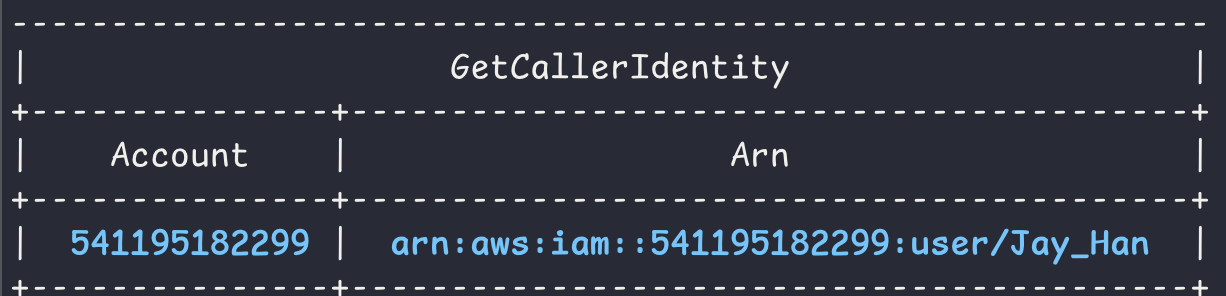 -----------------------------------------------------------------------
|                          GetCallerIdentity                          |
+------------------+--------------------------------------------------+
|     Account      |                       Arn                        |
+------------------+--------------------------------------------------+
|  541195182299    |  arn:aws:iam::541195182299:user/Jay_Han          |
+------------------+--------------------------------------------------+